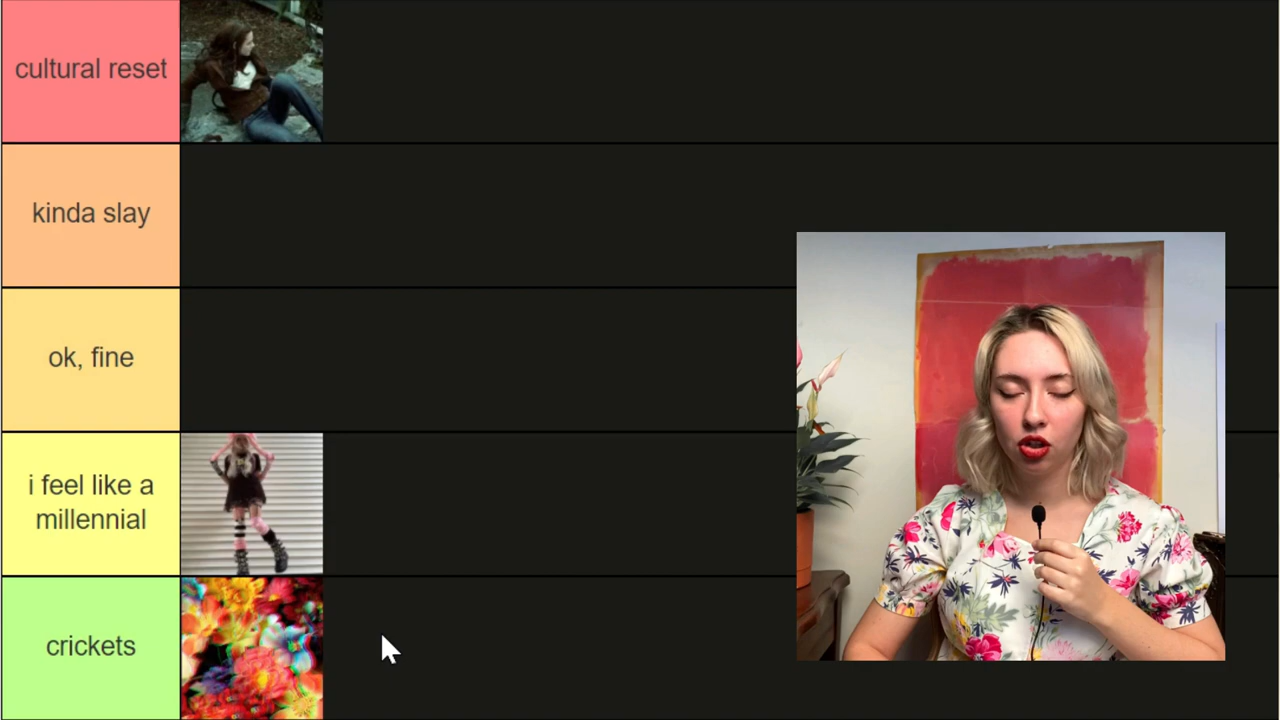 cultural reset
kinda slay
ok, fine
i feel like a
millennial
crickets